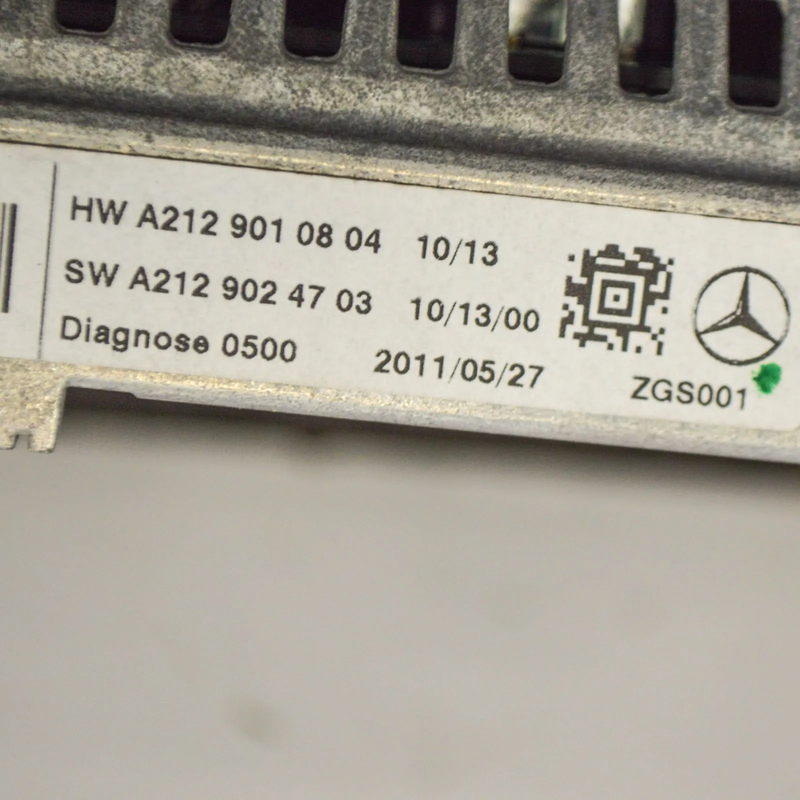 HW A212 901 08 04 10/13
SW A212 902 47 03 10/13/00
Diagnose 0500 2011/05/27
ZGS001